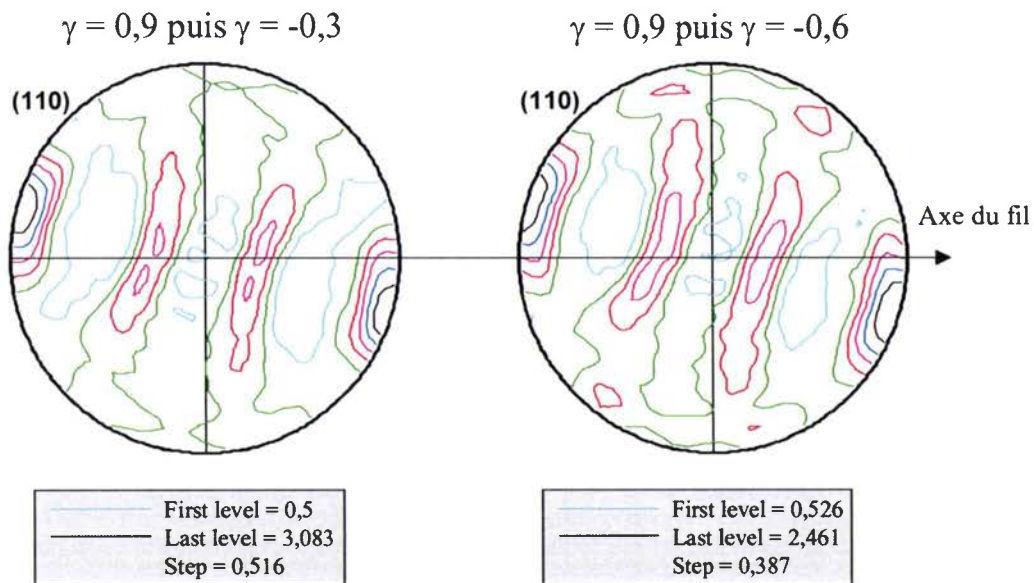 γ = 0,9 puis γ = -0,3
γ = 0,9 puis γ = -0,6
(110)
(110)
Axe du fil
First level = 0,5
Last level = 3,083
Step = 0,516
First level = 0,526
Last level = 2,461
Step = 0,387